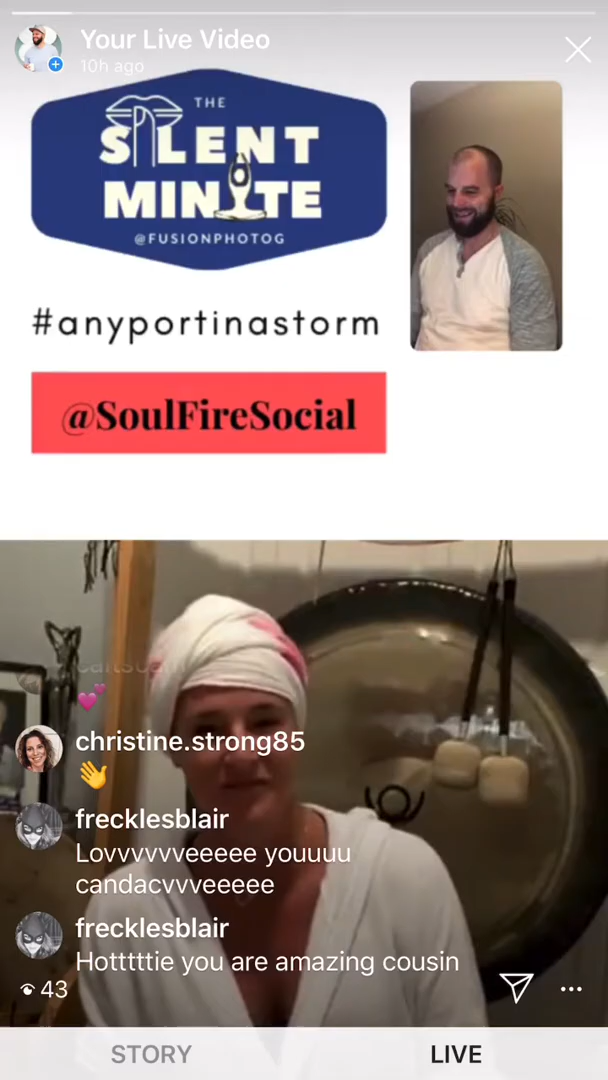 Your Live Video
10h ago
THE
SILENT
MINUTE
@FUSIONPHOTOG
#anyportinastorm
@SoulFireSocial
christine.strong85
👋
frecklesblair
Lovvvvvveeeee youuuu
candacvvveeeee
frecklesblair
Hotttttie you are amazing cousin
43
STORY
LIVE